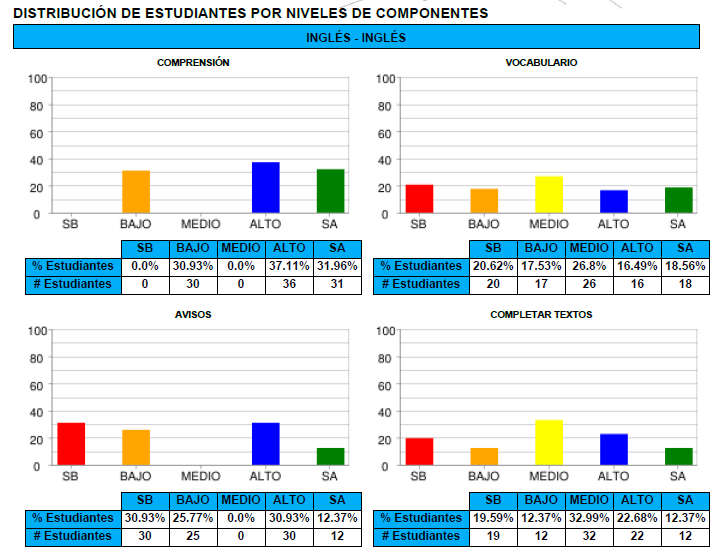 DISTRIBUCIÓN DE ESTUDIANTES POR NIVELES DE COMPONENTES
INGLÉS - INGLÉS
COMPRENSIÓN
100
80
60
40
20
0
SB BAJO MEDIO ALTO SA
SB BAJO MEDIO ALTO SA
% Estudiantes 0.0% 30.93% 0.0% 37.11% 31.96%
# Estudiantes 0 30 0 36 31
VOCABULARIO
100
80
60
40
20
0
SB BAJO MEDIO ALTO SA
SB BAJO MEDIO ALTO SA
% Estudiantes 20.62% 17.53% 26.8% 16.49% 18.56%
# Estudiantes 20 17 26 16 18
AVISOS
100
80
60
40
20
0
SB BAJO MEDIO ALTO SA
SB BAJO MEDIO ALTO SA
% Estudiantes 30.93% 25.77% 0.0% 30.93% 12.37%
# Estudiantes 30 25 0 30 12
COMPLETAR TEXTOS
100
80
60
40
20
0
SB BAJO MEDIO ALTO SA
SB BAJO MEDIO ALTO SA
% Estudiantes 19.59% 12.37% 32.99% 22.68% 12.37%
# Estudiantes 19 12 32 22 12